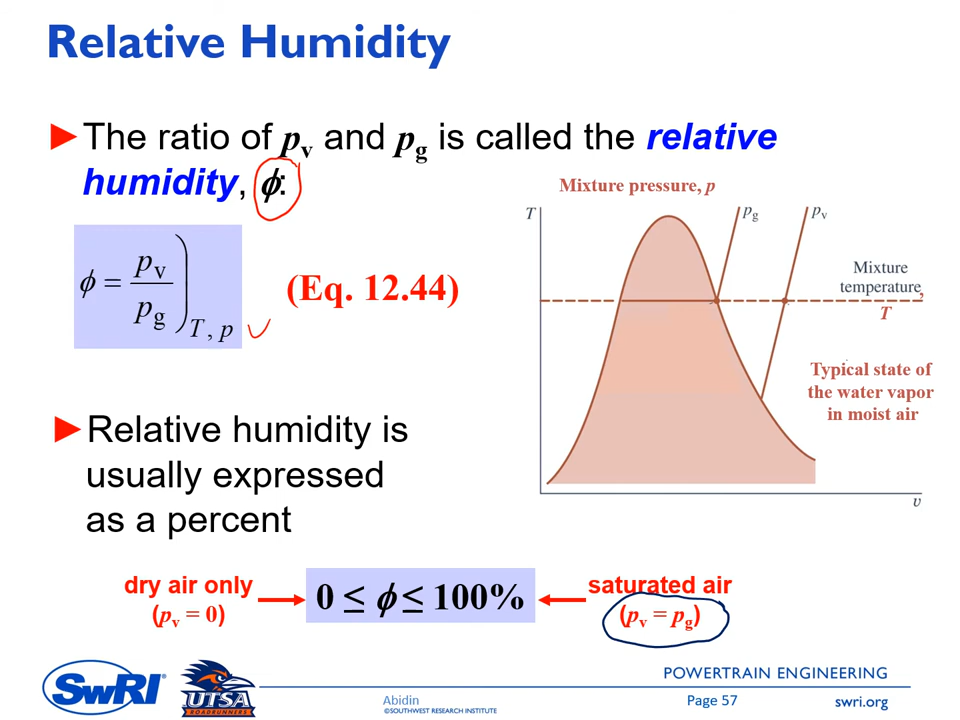 Relative Humidity
►The ratio of pv and pg is called the relative
humidity, ϕ:
ϕ = pv / pg )T, p
(Eq. 12.44)
Mixture pressure, p
T
pg
pv
Mixture
temperature,
T
Typical state of
the water vapor
in moist air
v
►Relative humidity is
usually expressed
as a percent
dry air only
(pv = 0)
0 ≤ ϕ ≤ 100%
saturated air
(pv = pg)
SwRI
UTSA
ROADRUNNERS
POWERTRAIN ENGINEERING
Abidin
©SOUTHWEST RESEARCH INSTITUTE
Page 57
swri.org